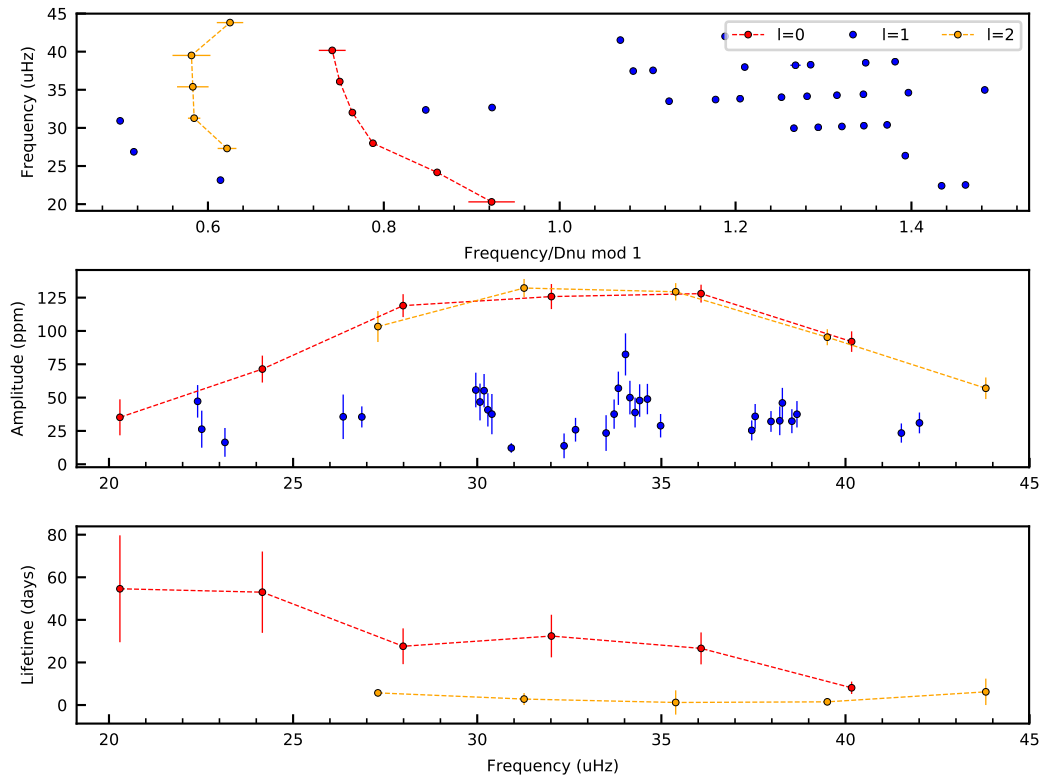 45
40
35
30
25
20
Frequency (uHz)
l=0 l=1 l=2
0.6 0.8 1.0 1.2 1.4
Frequency/Dnu mod 1
125
100
75
50
25
0
Amplitude (ppm)
20 25 30 35 40 45
80
60
40
20
0
Lifetime (days)
20 25 30 35 40 45
Frequency (uHz)